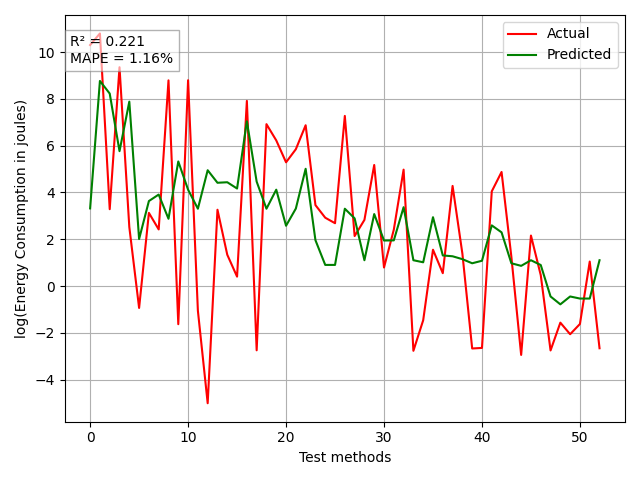 R² = 0.221
MAPE = 1.16%
Actual
Predicted
log(Energy Consumption in joules)
10
8
6
4
2
0
−2
−4
0 10 20 30 40 50
Test methods